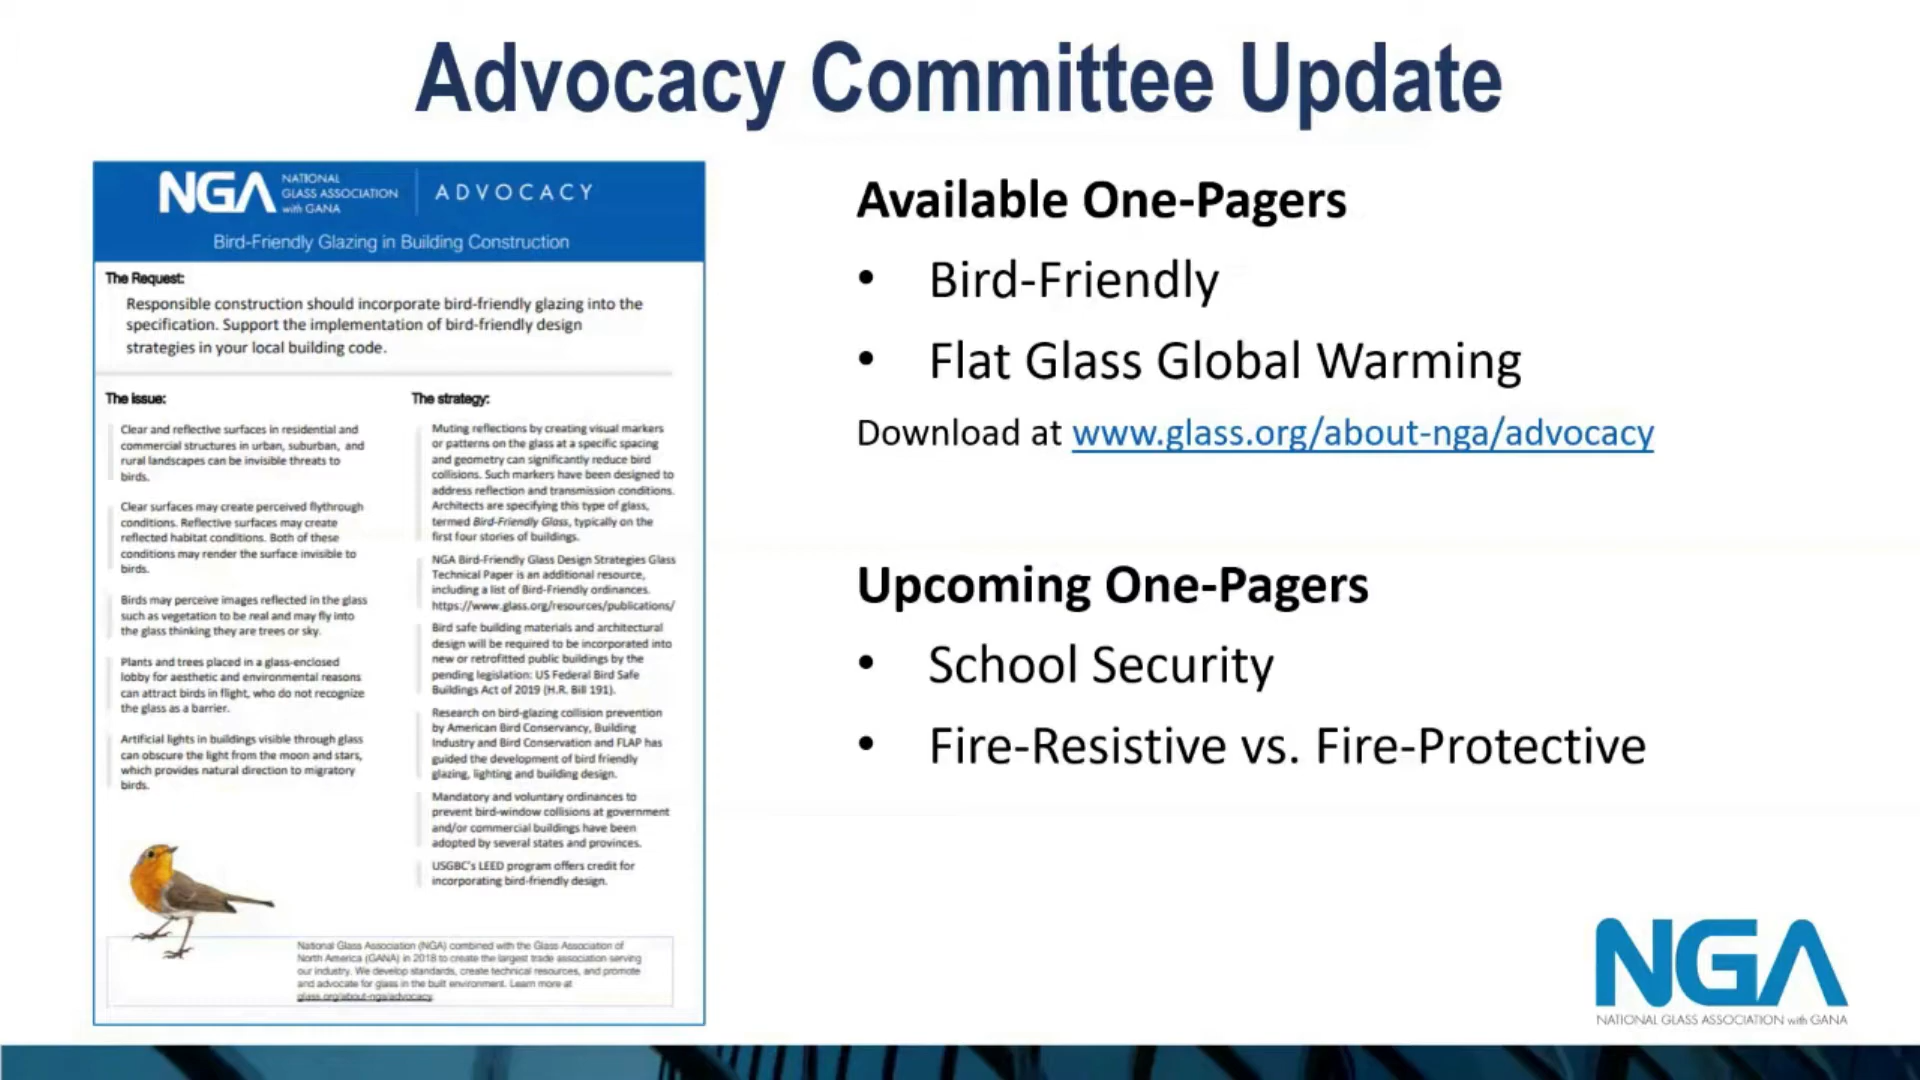 Advocacy Committee Update
NGA
NATIONAL
GLASS ASSOCIATION
with GANA
ADVOCACY
Bird-Friendly Glazing in Building Construction
The Request:
Responsible construction should incorporate bird-friendly glazing into the
specification. Support the implementation of bird-friendly design
strategies in your local building code.
The issue:
Clear and reflective surfaces in residential and
commercial structures in urban, suburban, and
rural landscapes can be invisible threats to
birds.
Clear surfaces may create perceived flythrough
conditions. Reflective surfaces may create
reflected habitat conditions. Both of these
conditions may render the surface invisible to
birds.
Birds may perceive images reflected in the glass
such as vegetation to be real and may fly into
the glass thinking they are trees or sky.
Plants and trees placed in a glass-enclosed
lobby for aesthetic and environmental reasons
can attract birds in flight, who do not recognize
the glass as a barrier.
Artificial lights in buildings visible through glass
can obscure the light from the moon and stars,
which provides natural direction to migratory
birds.
The strategy:
Muting reflections by creating visual markers
or patterns on the glass at a specific spacing
and geometry can significantly reduce bird
collisions. Such markers have been designed to
address reflection and transmission conditions.
Architects are specifying this type of glass,
termed Bird-Friendly Glass, typically on the
first four stories of buildings.
NGA Bird-Friendly Glass Design Strategies Glass
Technical Paper is an additional resource,
including a list of Bird-Friendly ordinances.
https://www.glass.org/resources/publications/
Bird safe building materials and architectural
design will be required to be incorporated into
new or retrofitted public buildings by the
pending legislation: US Federal Bird Safe
Buildings Act of 2019 (H.R. Bill 191).
Research on bird-glazing collision prevention
by American Bird Conservancy, Building
Industry and Bird Conservation and FLAP has
guided the development of bird friendly
glazing, lighting and building design.
Mandatory and voluntary ordinances to
prevent bird-window collisions at government
and/or commercial buildings have been
adopted by several states and provinces.
USGBC's LEED program offers credit for
incorporating bird-friendly design.
National Glass Association (NGA) combined with the Glass Association of
North America (GANA) in 2018 to create the largest trade association serving
our industry. We develop standards, create technical resources, and promote
and advocate for glass in the built environment. Learn more at
glass.org/about-nga/advocacy
Available One-Pagers
• Bird-Friendly
• Flat Glass Global Warming
Download at www.glass.org/about-nga/advocacy
Upcoming One-Pagers
• School Security
• Fire-Resistive vs. Fire-Protective
NGA
NATIONAL GLASS ASSOCIATION with GANA